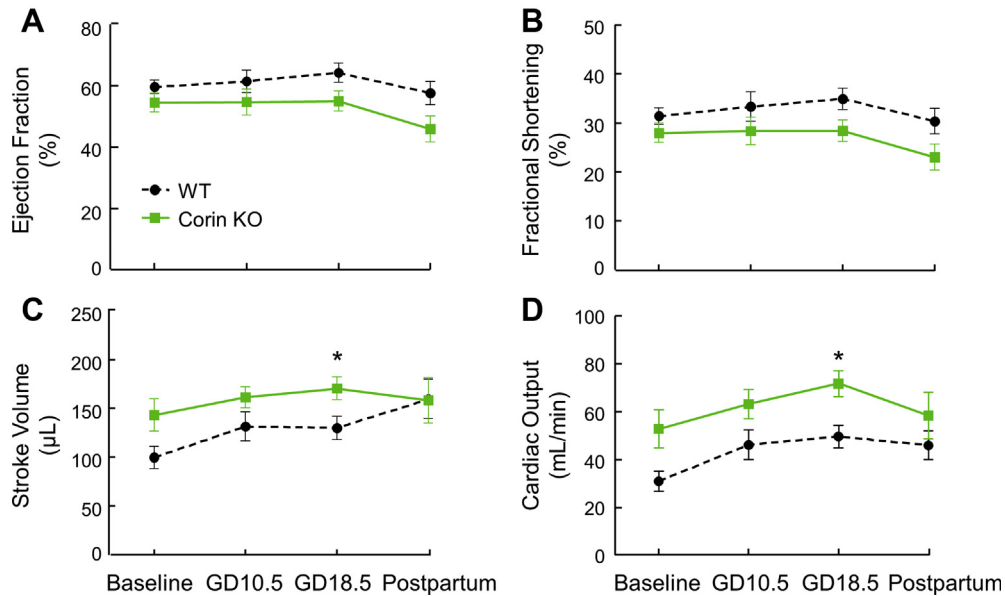 A
Ejection Fraction
(%)
80
60
40
20
0
WT
Corin KO
B
Fractional Shortening
(%)
50
40
30
20
10
0
C
Stroke Volume
(µL)
250
200
150
100
50
0
*
Baseline GD10.5 GD18.5 Postpartum
D
Cardiac Output
(mL/min)
100
80
60
40
20
0
*
Baseline GD10.5 GD18.5 Postpartum